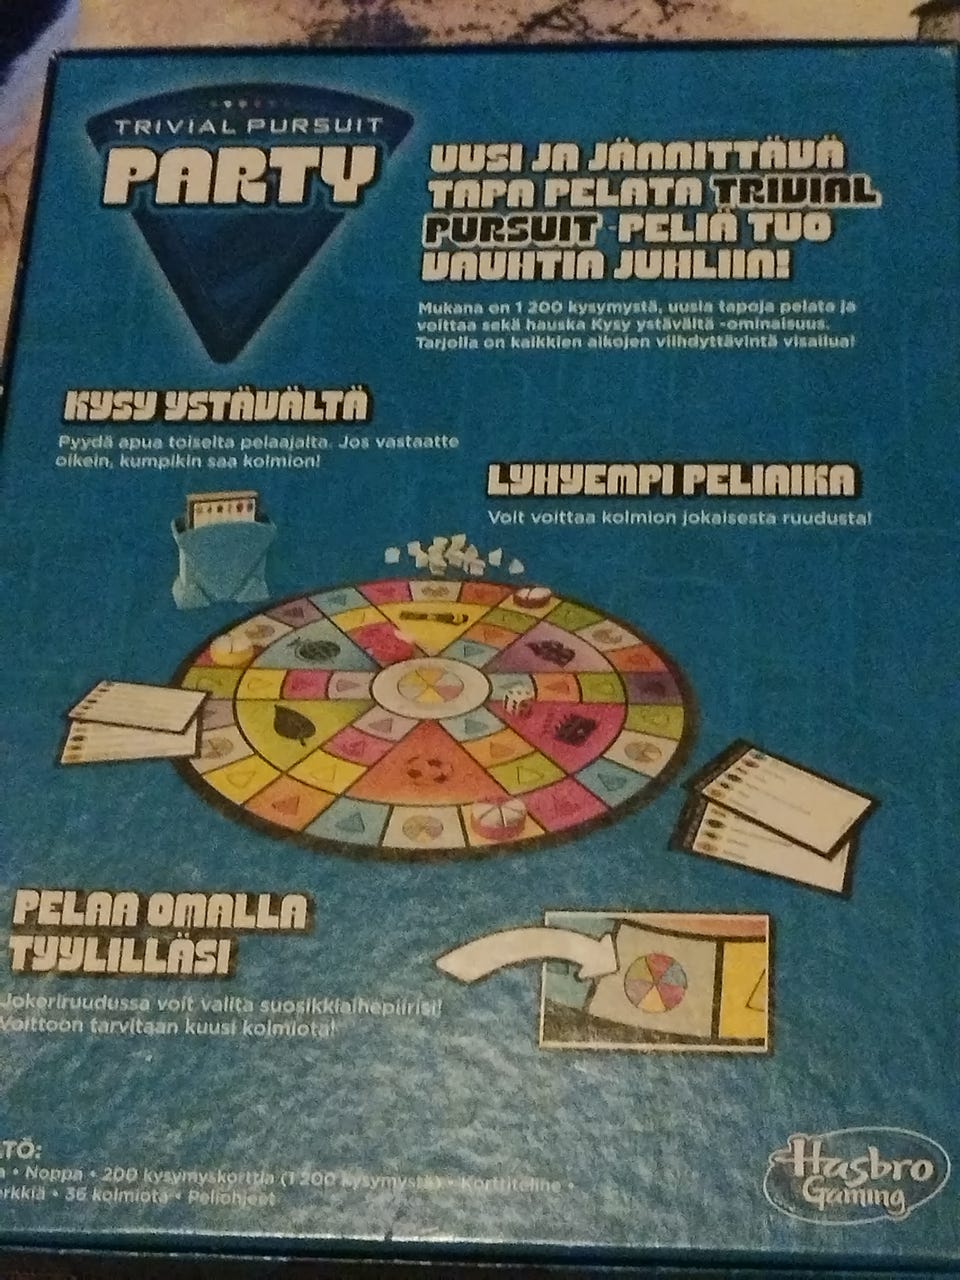 TRIVIAL PURSUIT
PARTY
UUSI JA JÄNNITTÄVÄ
TAPA PELATA TRIVIAL
PURSUIT -PELIÄ TUO
VAUHTIA JUHLIIN!
Mukana on 1 200 kysymystä, uusia tapoja pelata ja
voittaa sekä hauska Kysy ystävältä -ominaisuus.
Tarjolla on kaikkien aikojen viihdyttävintä visailua!
KYSY YSTÄVÄLTÄ
Pyydä apua toiselta pelaajalta. Jos vastaatte
oikein, kumpikin saa kolmion!
LYHYEMPI PELIAIKA
Voit voittaa kolmion jokaisesta ruudusta!
PELAA OMALLA
TYYLILLÄSI
Jokeriruudussa voit valita suosikkiaihepiirisi!
Voittoon tarvitaan kuusi kolmiota!
LTÖ:
a • Noppa • 200 kysymyskorttia (1 200 kysymystä) • Korttiteline •
erkkiä • 36 kolmiota • Peliohjeet
Hasbro
Gaming